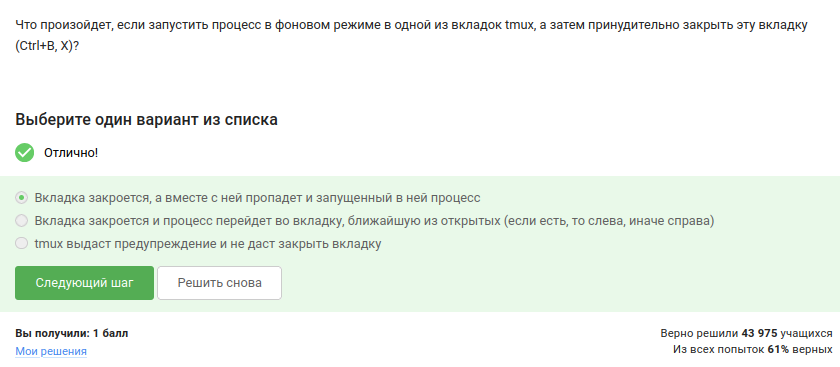 Что произойдет, если запустить процесс в фоновом режиме в одной из вкладок tmux, а затем принудительно закрыть эту вкладку
(Ctrl+B, X)?
Выберите один вариант из списка
Отлично!
Вкладка закроется, а вместе с ней пропадет и запущенный в ней процесс
Вкладка закроется и процесс перейдет во вкладку, ближайшую из открытых (если есть, то слева, иначе справа)
tmux выдаст предупреждение и не даст закрыть вкладку
Следующий шаг
Решить снова
Вы получили: 1 балл
Мои решения
Верно решили 43 975 учащихся
Из всех попыток 61% верных